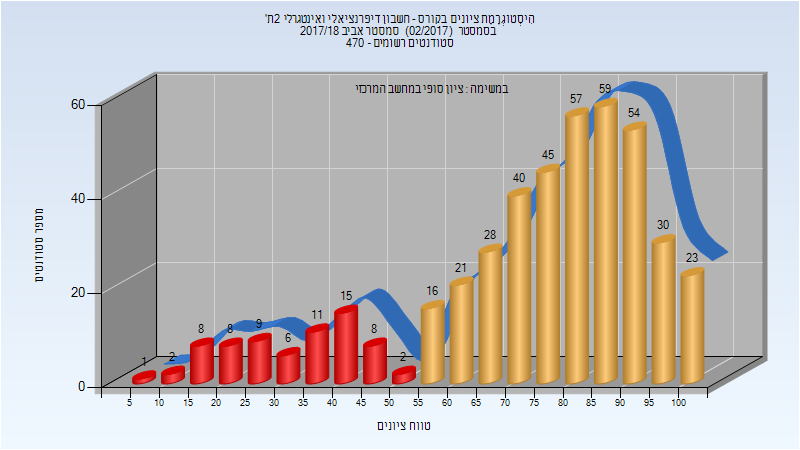 הִיסְטוֹגְרָמַת ציונים בקורס - חשבון דיפרנציאלי ואינטגרלי 2ת'
בסמסטר (02/2017) סמסטר אביב 2017/18
סטודנטים רשומים - 470
במשימה : ציון סופי במחשב המרכזי
60
40
20
0
מספר סטודנטים
1 2 8 8 9 6 11 15 8 2 16 21 28 40 45 57 59 54 30 23
5 10 15 20 25 30 35 40 45 50 55 60 65 70 75 80 85 90 95 100
טווח ציונים